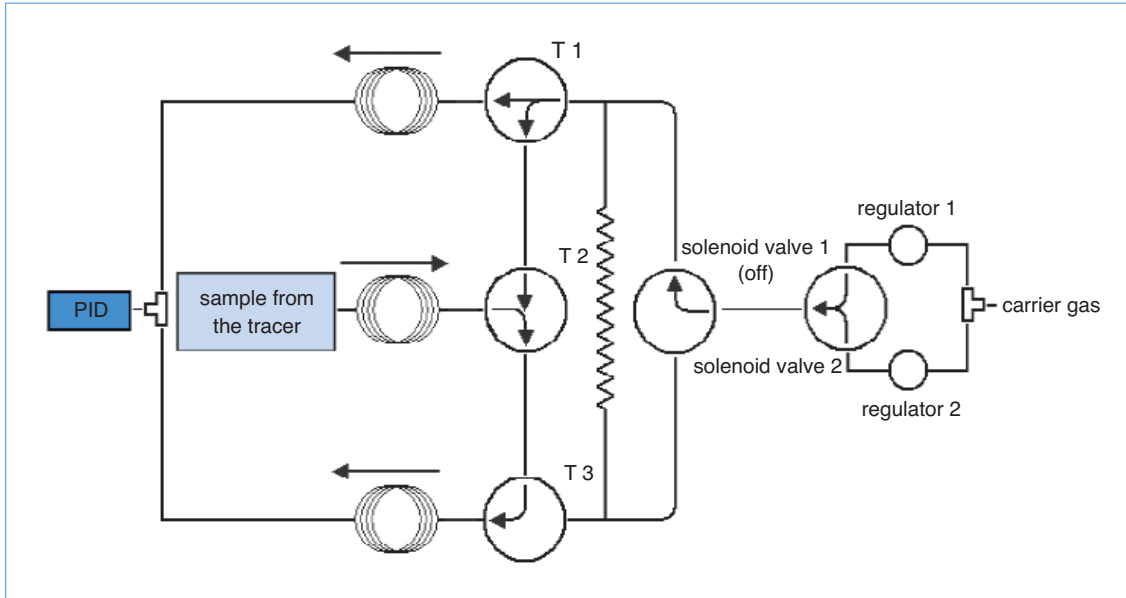 T 1
regulator 1
T 2
solenoid valve 1
(off)
PID
sample from
the tracer
carrier gas
solenoid valve 2
regulator 2
T 3